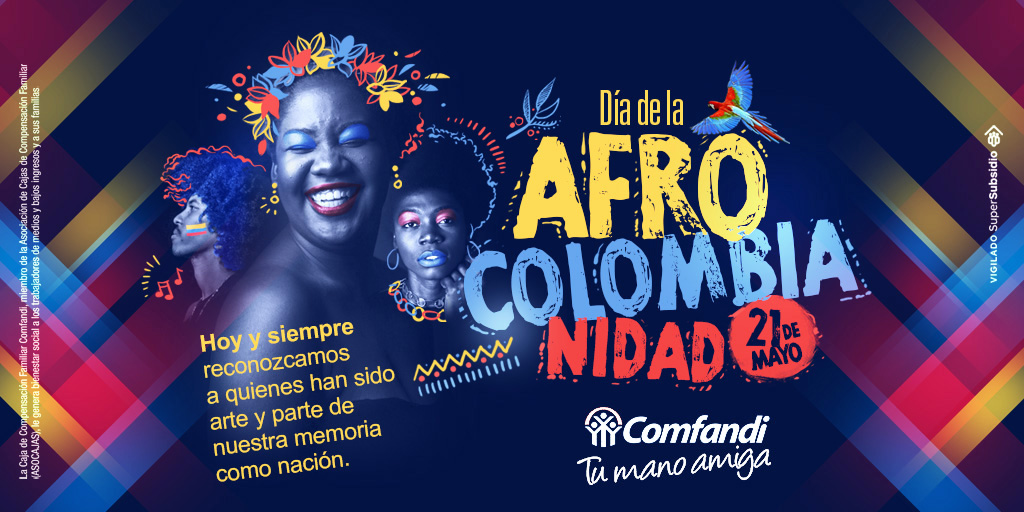 La Caja de Compensación Familiar Comfandi, miembro de la Asociación de Cajas de Compensación Familiar
(ASOCAJAS), le genera bienestar social a los trabajadores de medios y bajos ingresos y a sus familias
Hoy y siempre
reconozcamos
a quienes han sido
arte y parte de
nuestra memoria
como nación.
Día de la
AFRO
COLOMBIA
NIDAD
21 DE
MAYO
Comfandi
Tu mano amiga
VIGILADO SuperSubsidio